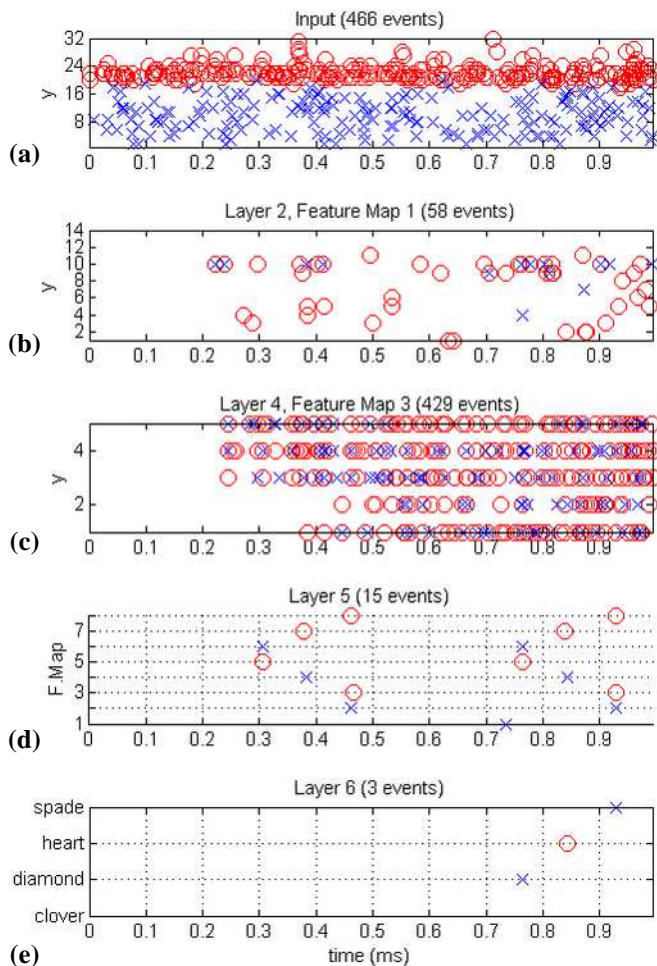 Input (466 events)
32
24
16
8
y
0 0.1 0.2 0.3 0.4 0.5 0.6 0.7 0.8 0.9
(a)
Layer 2, Feature Map 1 (58 events)
14
12
10
8
6
4
2
y
0 0.1 0.2 0.3 0.4 0.5 0.6 0.7 0.8 0.9
(b)
Layer 4, Feature Map 3 (429 events)
4
2
y
0 0.1 0.2 0.3 0.4 0.5 0.6 0.7 0.8 0.9
(c)
Layer 5 (15 events)
7
5
3
1
F.Map
0 0.1 0.2 0.3 0.4 0.5 0.6 0.7 0.8 0.9
(d)
Layer 6 (3 events)
spade
heart
diamond
clover
0 0.1 0.2 0.3 0.4 0.5 0.6 0.7 0.8 0.9
time (ms)
(e)